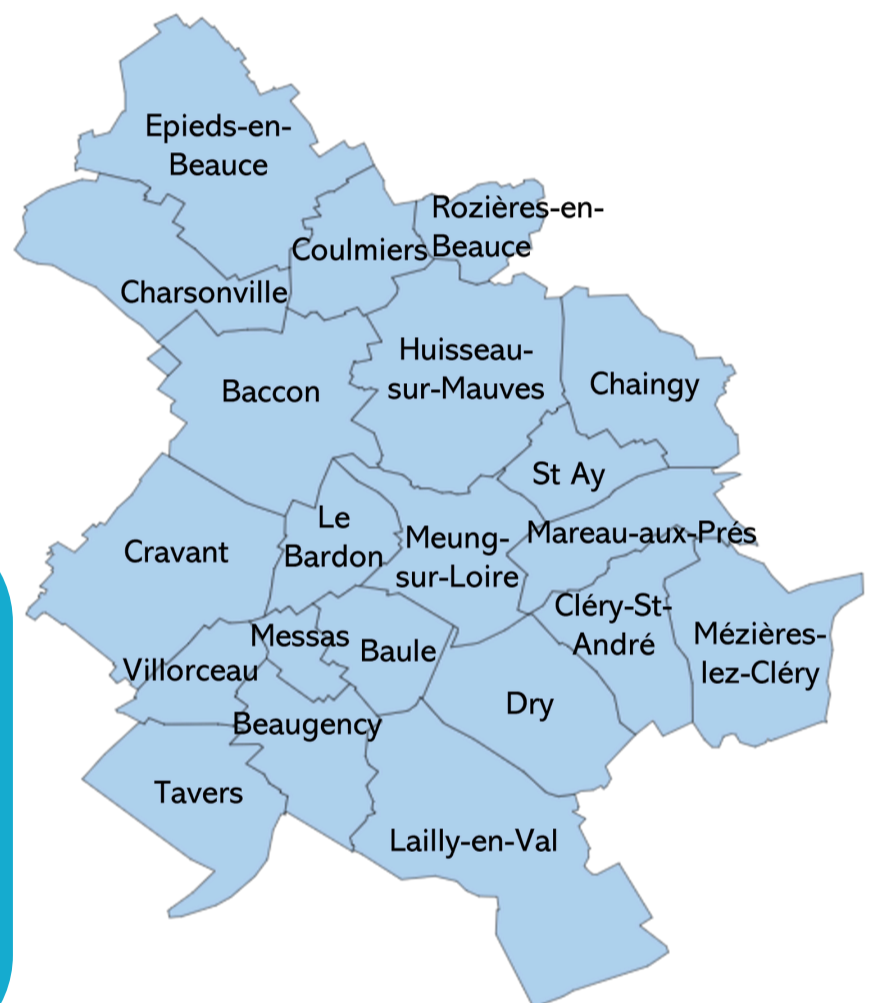 Epieds-en-
Beauce
Rozières-en-
Beauce
Coulmiers
Charsonville
Huisseau-
sur-Mauves
Chaingy
Baccon
St Ay
Le
Bardon
Mareau-aux-Prés
Meung-
sur-Loire
Cravant
Cléry-St-
André
Mézières-
lez-Cléry
Messas
Baule
Villorceau
Dry
Beaugency
Tavers
Lailly-en-Val